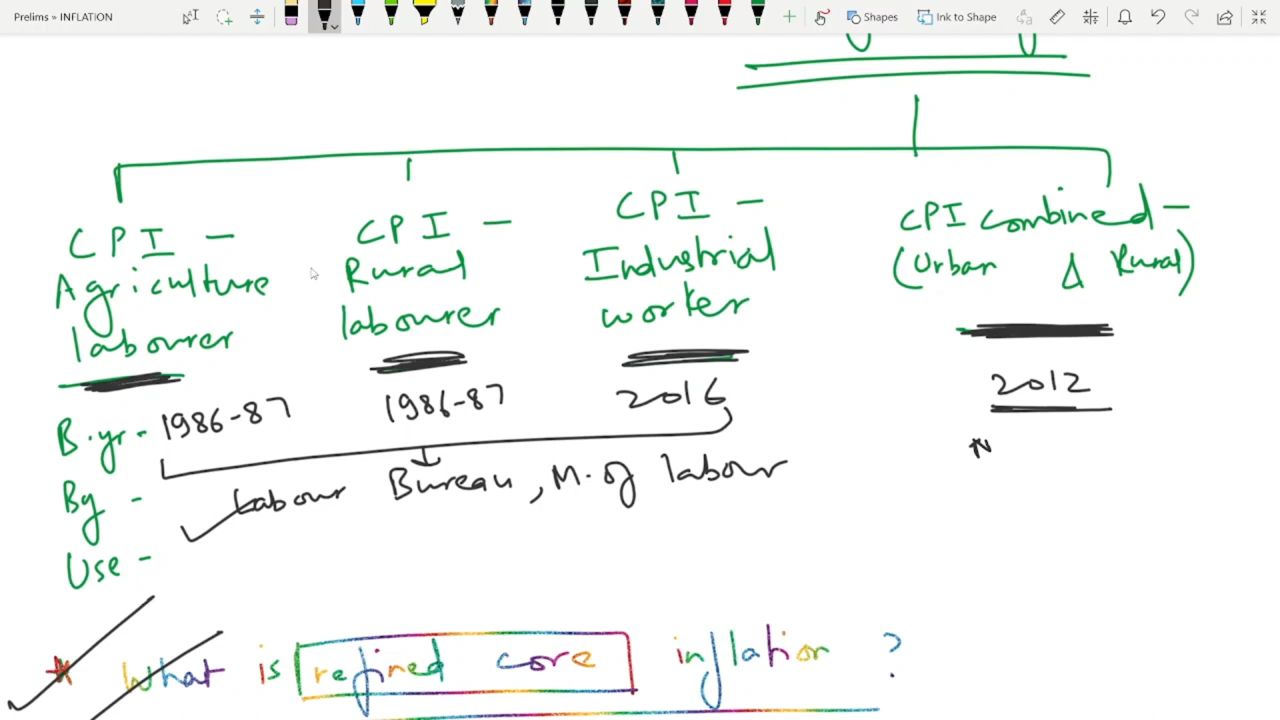 Prelims » INFLATION
Shapes
Ink to Shape
CPI -
Agriculture
labourer
CPI -
Rural
labourer
CPI -
Industrial
worker
CPI Combined -
(Urban & Rural)
B.yr - 1986-87
1986-87
2016
2012
By - Labour Bureau, M. of labour
N
Use -
* What is refined core inflation ?